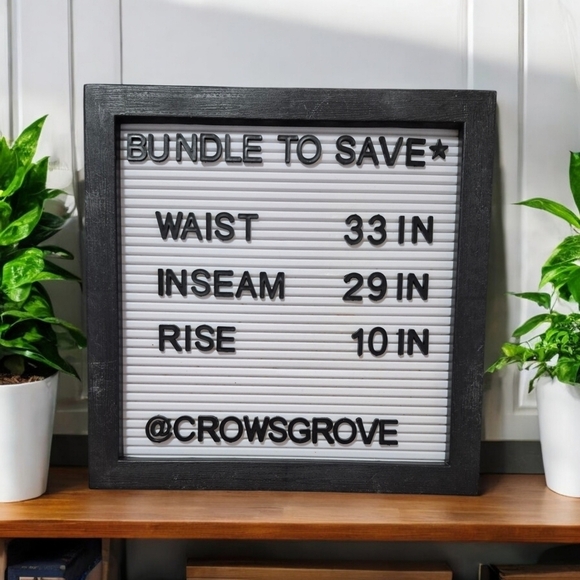 BUNDLE TO SAVE★
WAIST 33 IN
INSEAM 29 IN
RISE 10 IN
@CROWSGROVE